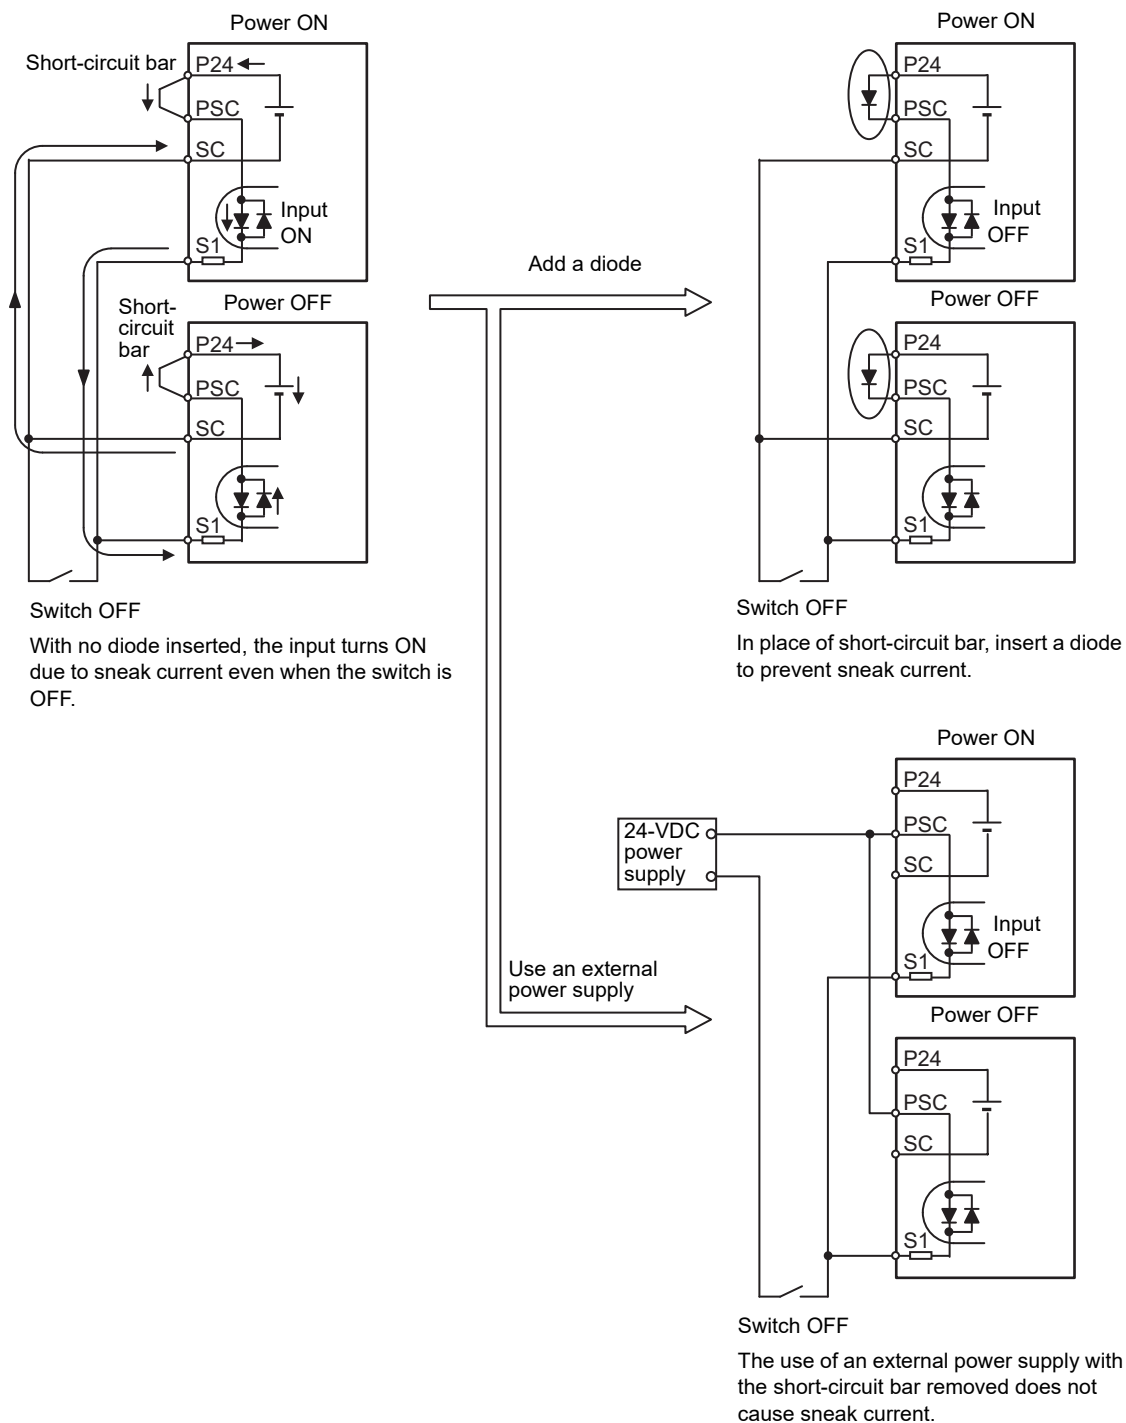 Power ON
Short-circuit bar
P24
PSC
SC
Input
ON
S1
Power OFF
Short-
circuit
bar
P24
PSC
SC
S1
Switch OFF
With no diode inserted, the input turns ON
due to sneak current even when the switch is
OFF.
Add a diode
Power ON
P24
PSC
SC
Input
OFF
S1
Power OFF
P24
PSC
SC
S1
Switch OFF
In place of short-circuit bar, insert a diode
to prevent sneak current.
Use an external
power supply
24-VDC
power
supply
Power ON
P24
PSC
SC
Input
OFF
S1
Power OFF
P24
PSC
SC
S1
Switch OFF
The use of an external power supply with
the short-circuit bar removed does not
cause sneak current.